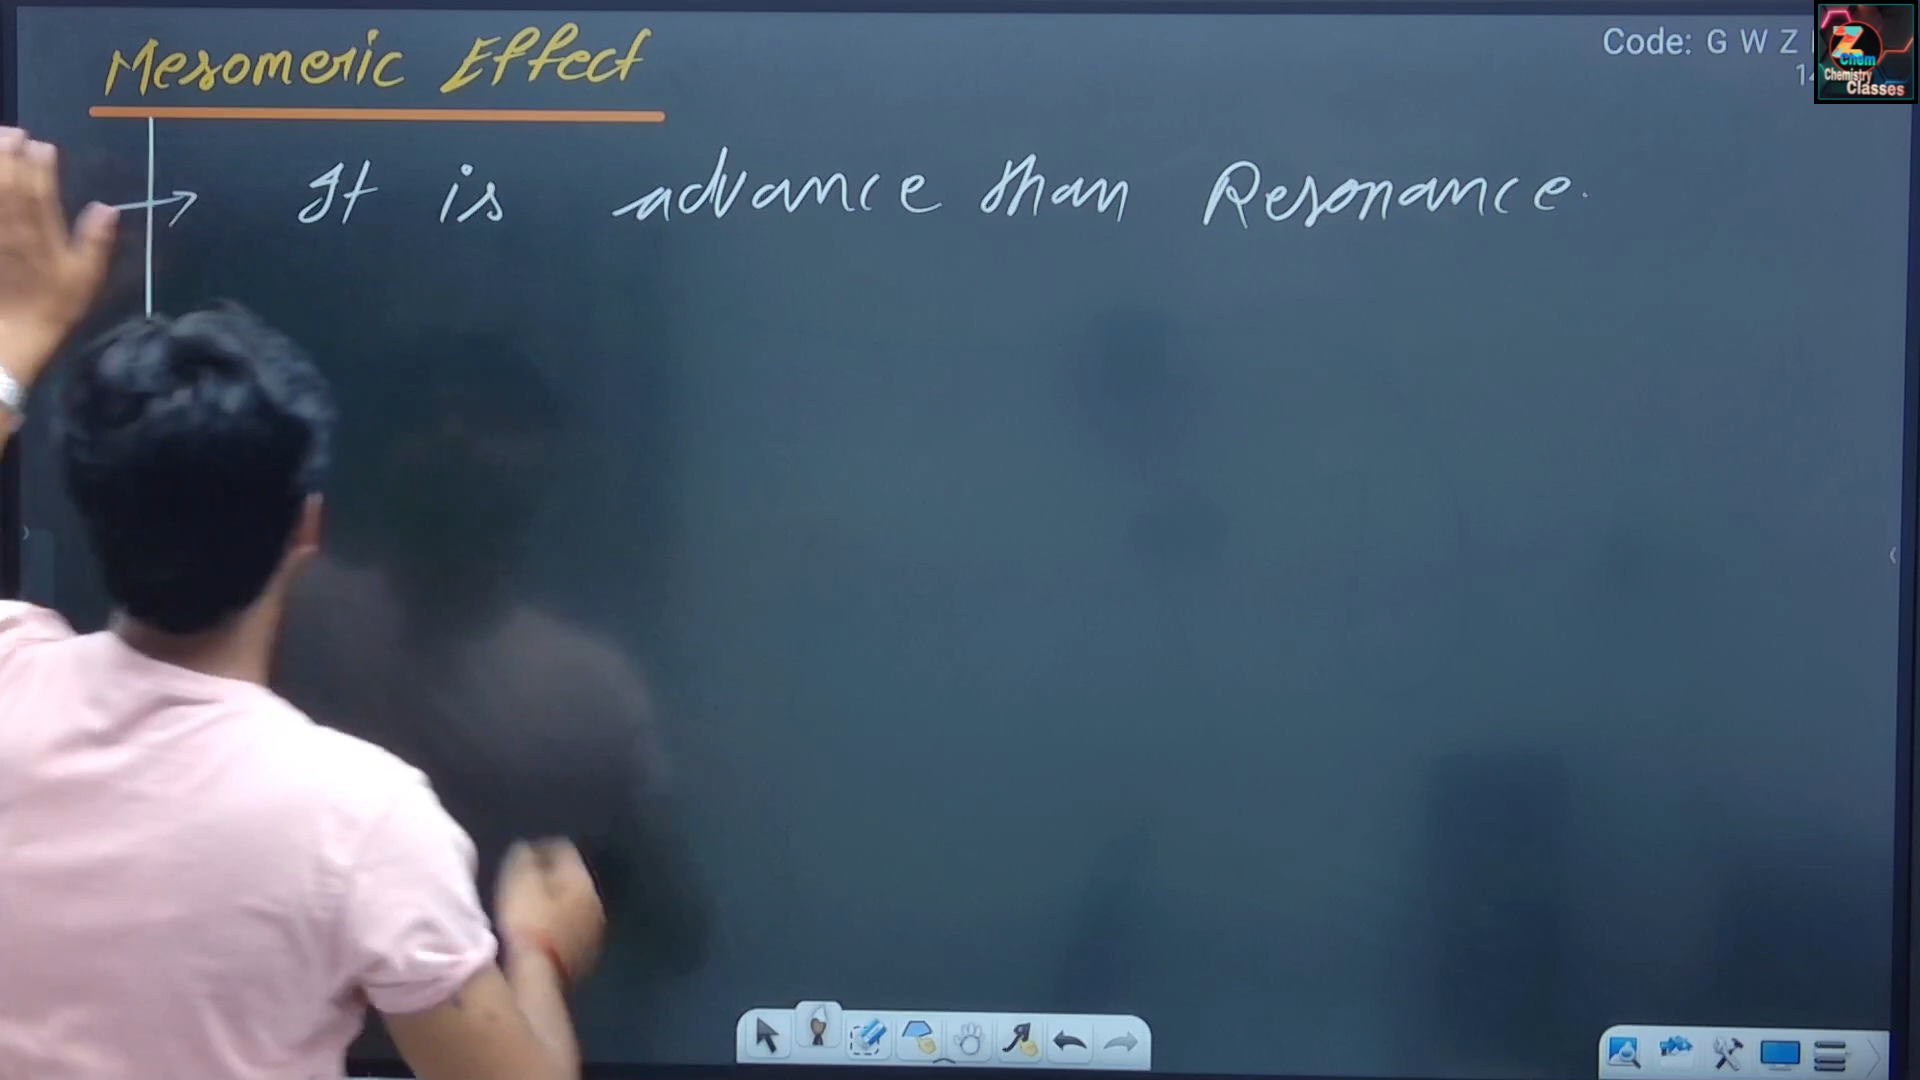 Mesomeric Effect
Code: G W Z
Z
Chem
Chemistry
Classes
→ It is advance than Resonance.